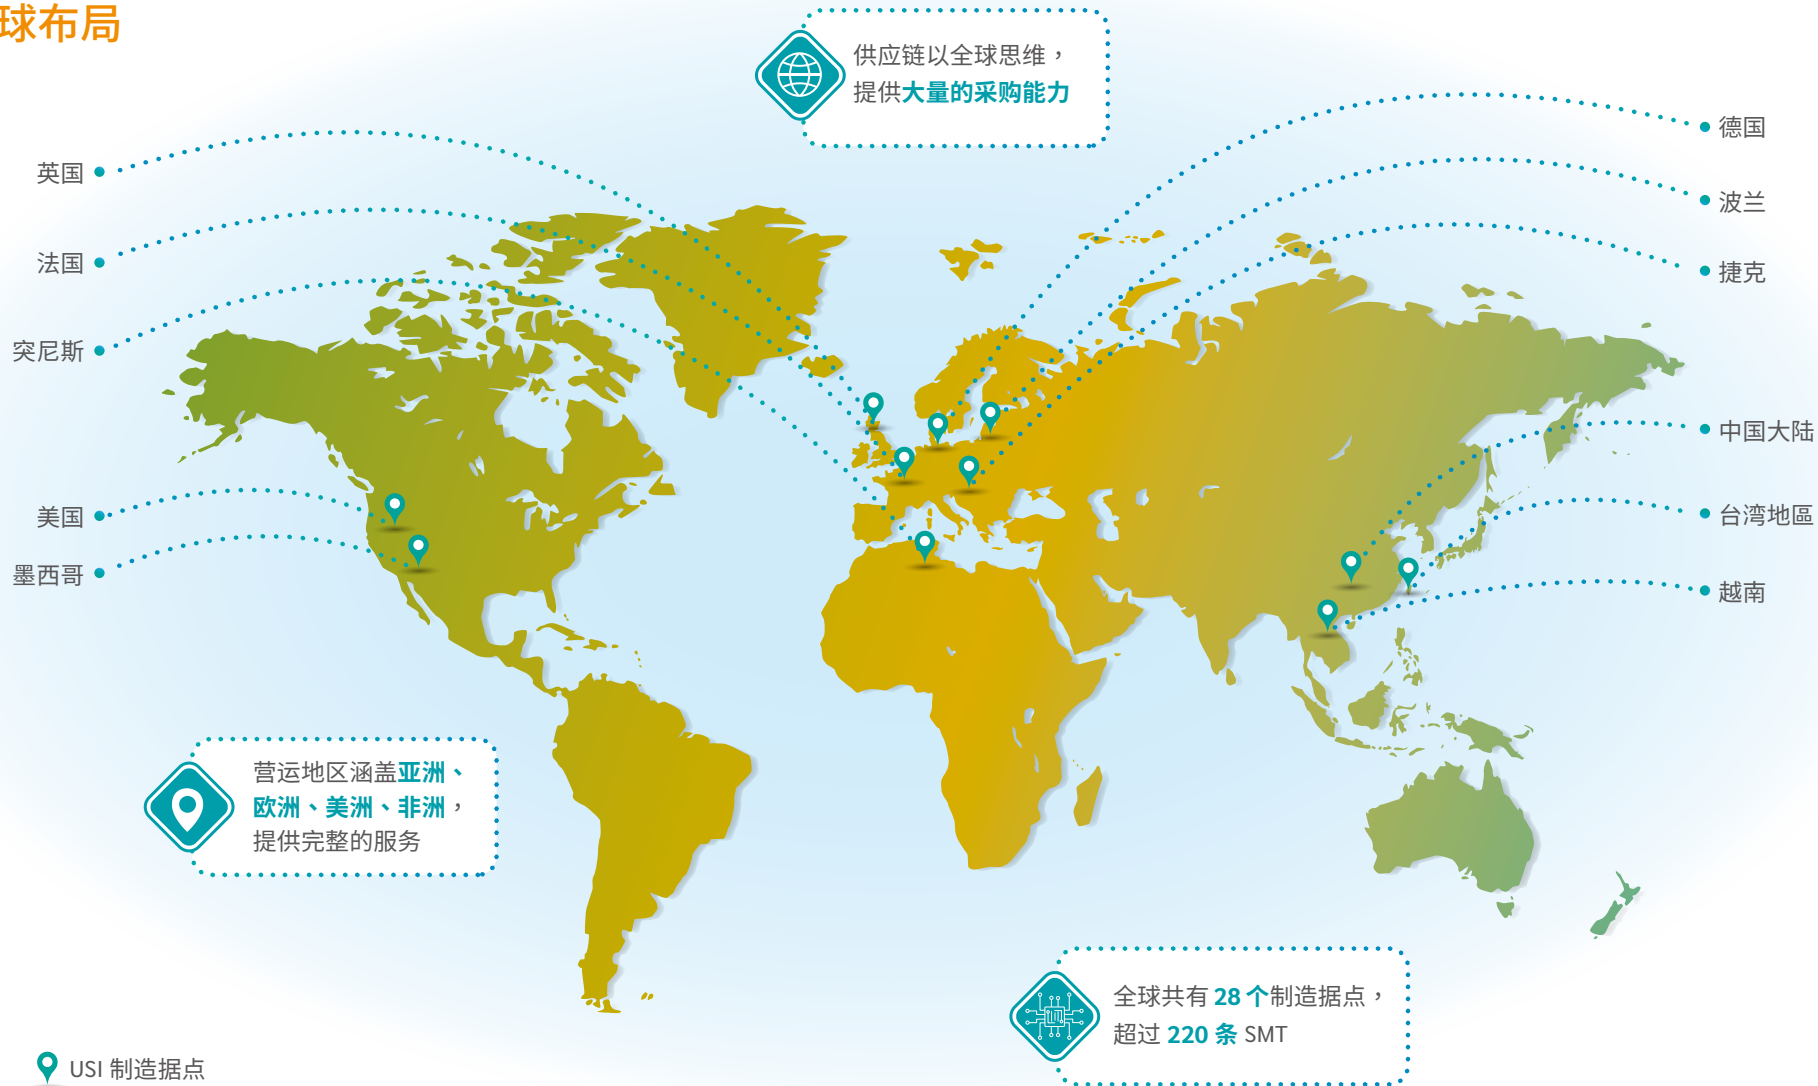 球布局
供应链以全球思维，
提供大量的采购能力
英国
法国
突尼斯
美国
墨西哥
德国
波兰
捷克
中国大陆
台湾地區
越南
营运地区涵盖亚洲、
欧洲、美洲、非洲，
提供完整的服务
全球共有 28 个制造据点，
超过 220 条 SMT
USI 制造据点